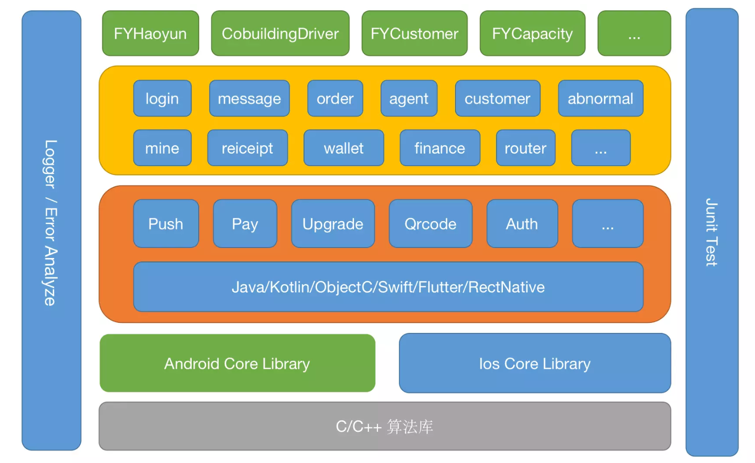 FYHaoyun CobuildingDriver FYCustomer FYCapacity ...
login message order agent customer abnormal
mine reiceipt wallet finance router ...
Push Pay Upgrade Qrcode Auth ...
Java/Kotlin/ObjectC/Swift/Flutter/RectNative
Android Core Library Ios Core Library
C/C++ 算法库
Logger / Error Analyze
Junit Test